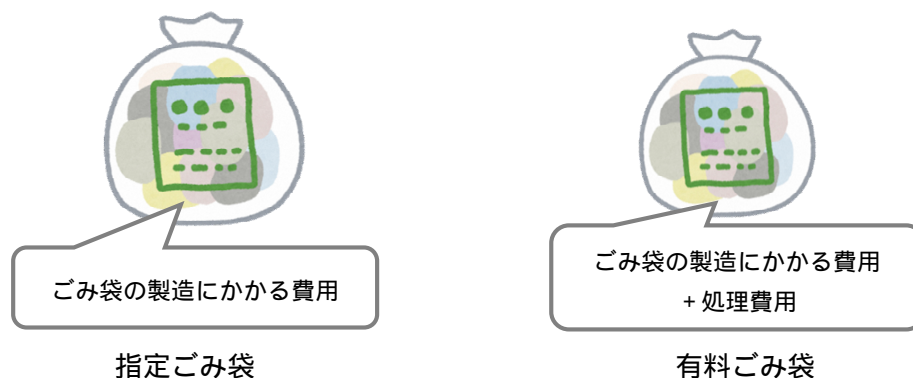 ごみ袋の製造にかかる費用
指定ごみ袋
ごみ袋の製造にかかる費用
+ 処理費用
有料ごみ袋